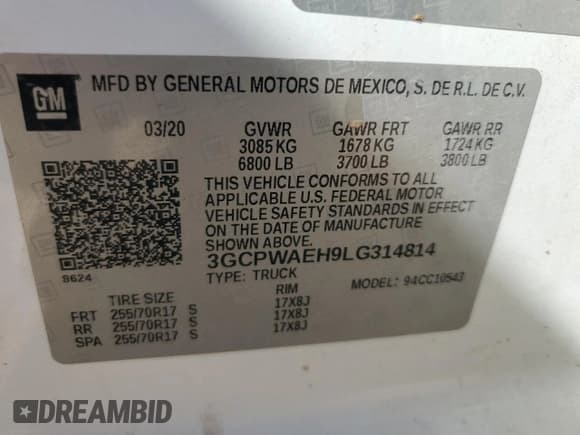 GM MFD BY GENERAL MOTORS DE MEXICO, S. DE R.L. DE C.V.
03/20 GVWR GAWR FRT GAWR RR
3085 KG 1678 KG 1724 KG
6800 LB 3700 LB 3800 LB
THIS VEHICLE CONFORMS TO ALL
APPLICABLE U.S. FEDERAL MOTOR
VEHICLE SAFETY STANDARDS IN EFFECT
ON THE DATE OF MANUFACTURE
SHOWN ABOVE.
3GCPWAEH9LG314814
8624 TYPE: TRUCK MODEL: 94CC10543
TIRE SIZE RIM
FRT 255/70R17 S 17X8J
RR 255/70R17 S 17X8J
SPA 255/70R17 S 17X8J
DREAMBID